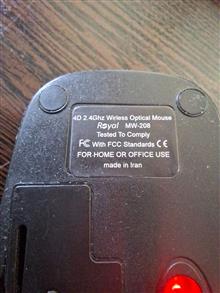 4D 2.4Ghz Wirless Optical Mouse
Royal MW-208
Tested To Comply
FC With FCC Standards CE
FOR HOME OR OFFICE USE
made in Iran